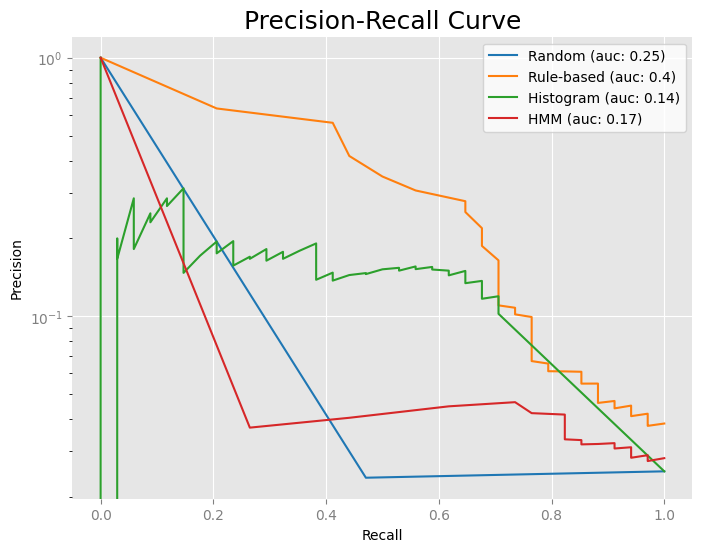 Precision-Recall Curve
Random (auc: 0.25)
Rule-based (auc: 0.4)
Histogram (auc: 0.14)
HMM (auc: 0.17)
Precision
10⁰
10⁻¹
0.0 0.2 0.4 0.6 0.8 1.0
Recall